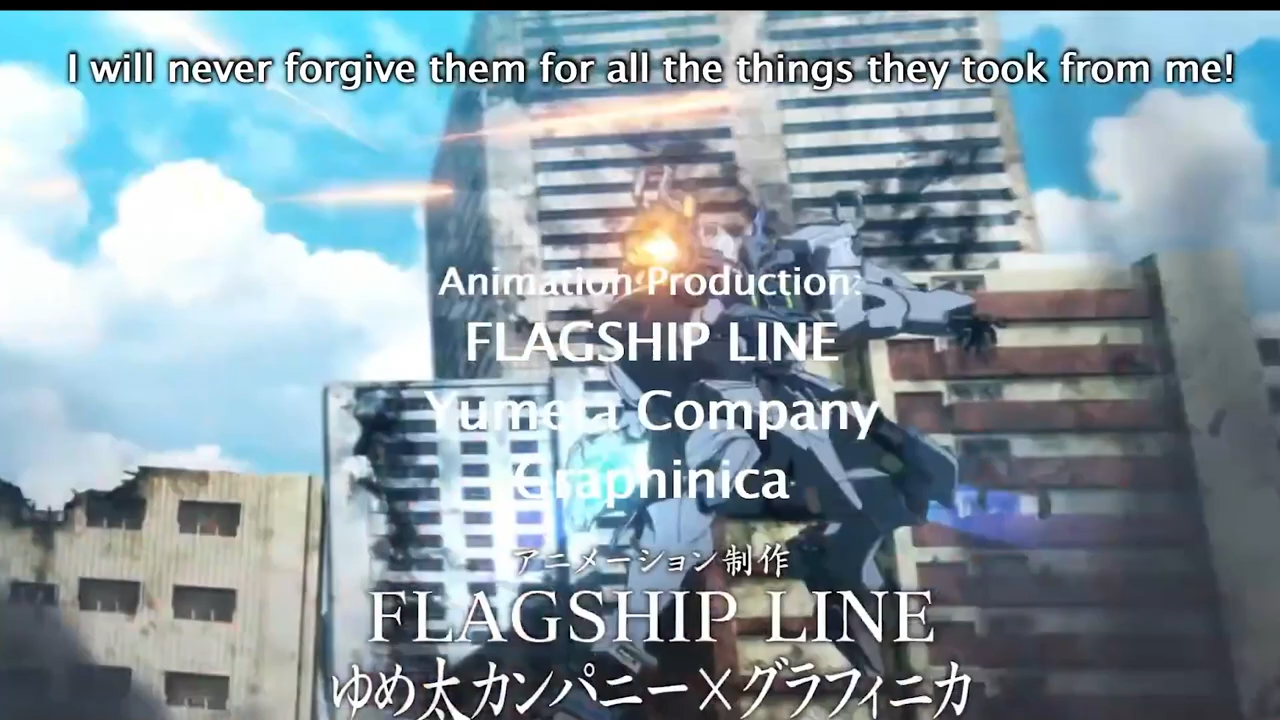 I will never forgive them for all the things they took from me!
Animation Production:
FLAGSHIP LINE
Yumeta Company
Graphinica
アニメーション制作
FLAGSHIP LINE
ゆめ太カンパニー×グラフィニカ